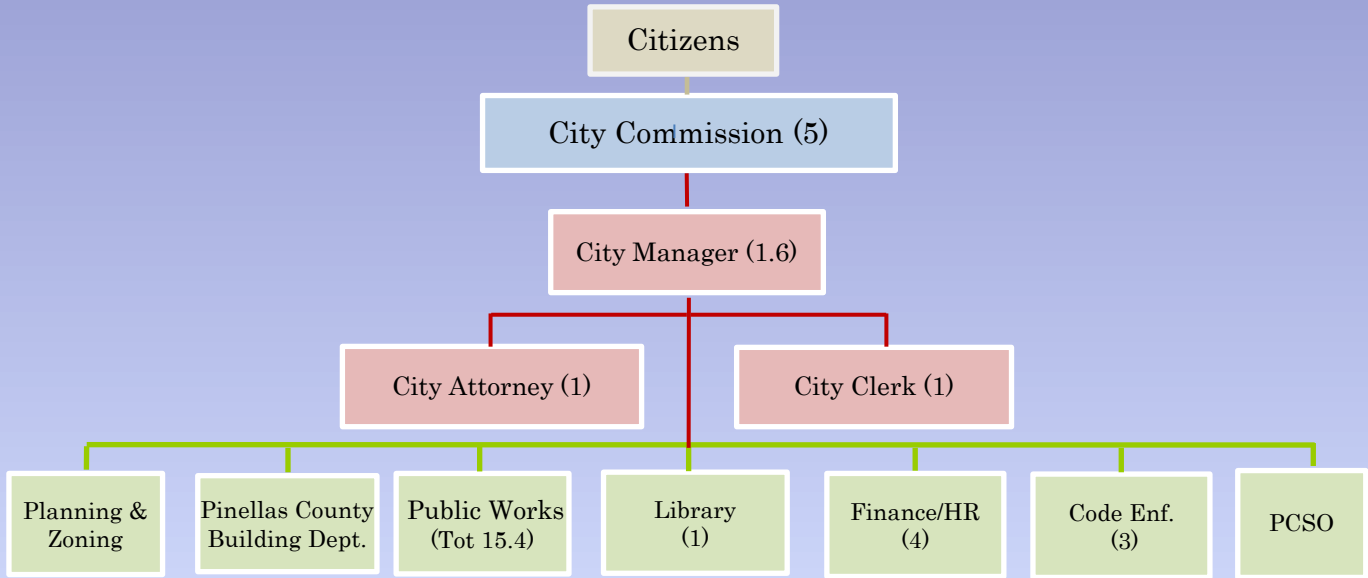 Citizens
City Commission (5)
City Manager (1.6)
City Attorney (1)
City Clerk (1)
Planning &
Zoning
Pinellas County
Building Dept.
Public Works
(Tot 15.4)
Library
(1)
Finance/HR
(4)
Code Enf.
(3)
PCSO